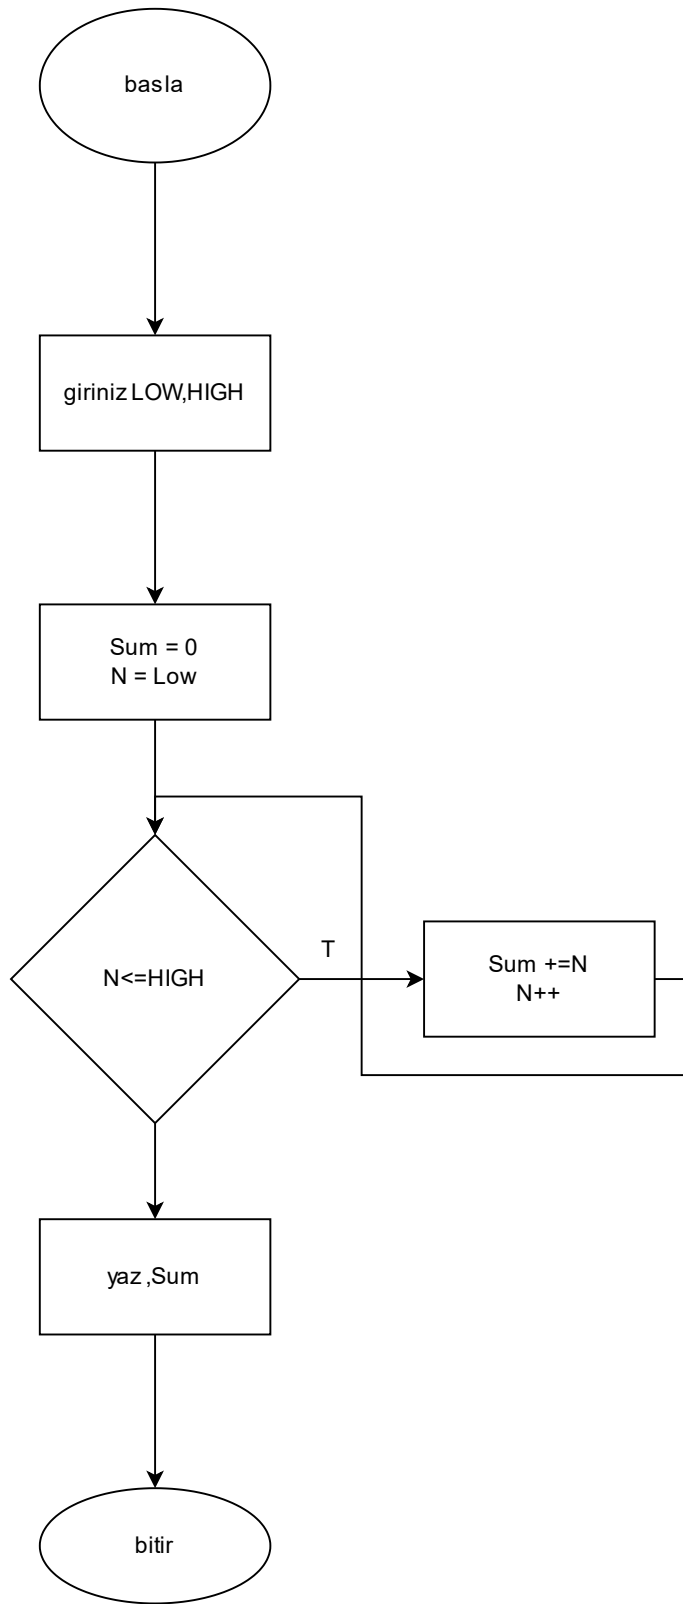 basla
giriniz LOW,HIGH
Sum = 0
N = Low
N<=HIGH
T
Sum +=N
N++
yaz ,Sum
bitir